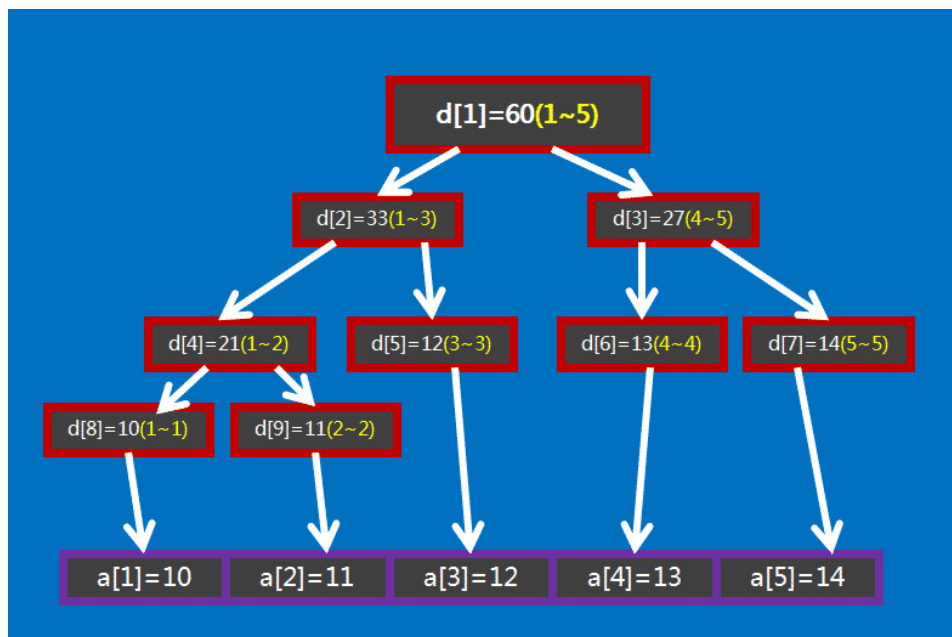 d[1]=60(1~5)
d[2]=33(1~3)
d[3]=27(4~5)
d[4]=21(1~2)
d[5]=12(3~3)
d[6]=13(4~4)
d[7]=14(5~5)
d[8]=10(1~1)
d[9]=11(2~2)
a[1]=10
a[2]=11
a[3]=12
a[4]=13
a[5]=14